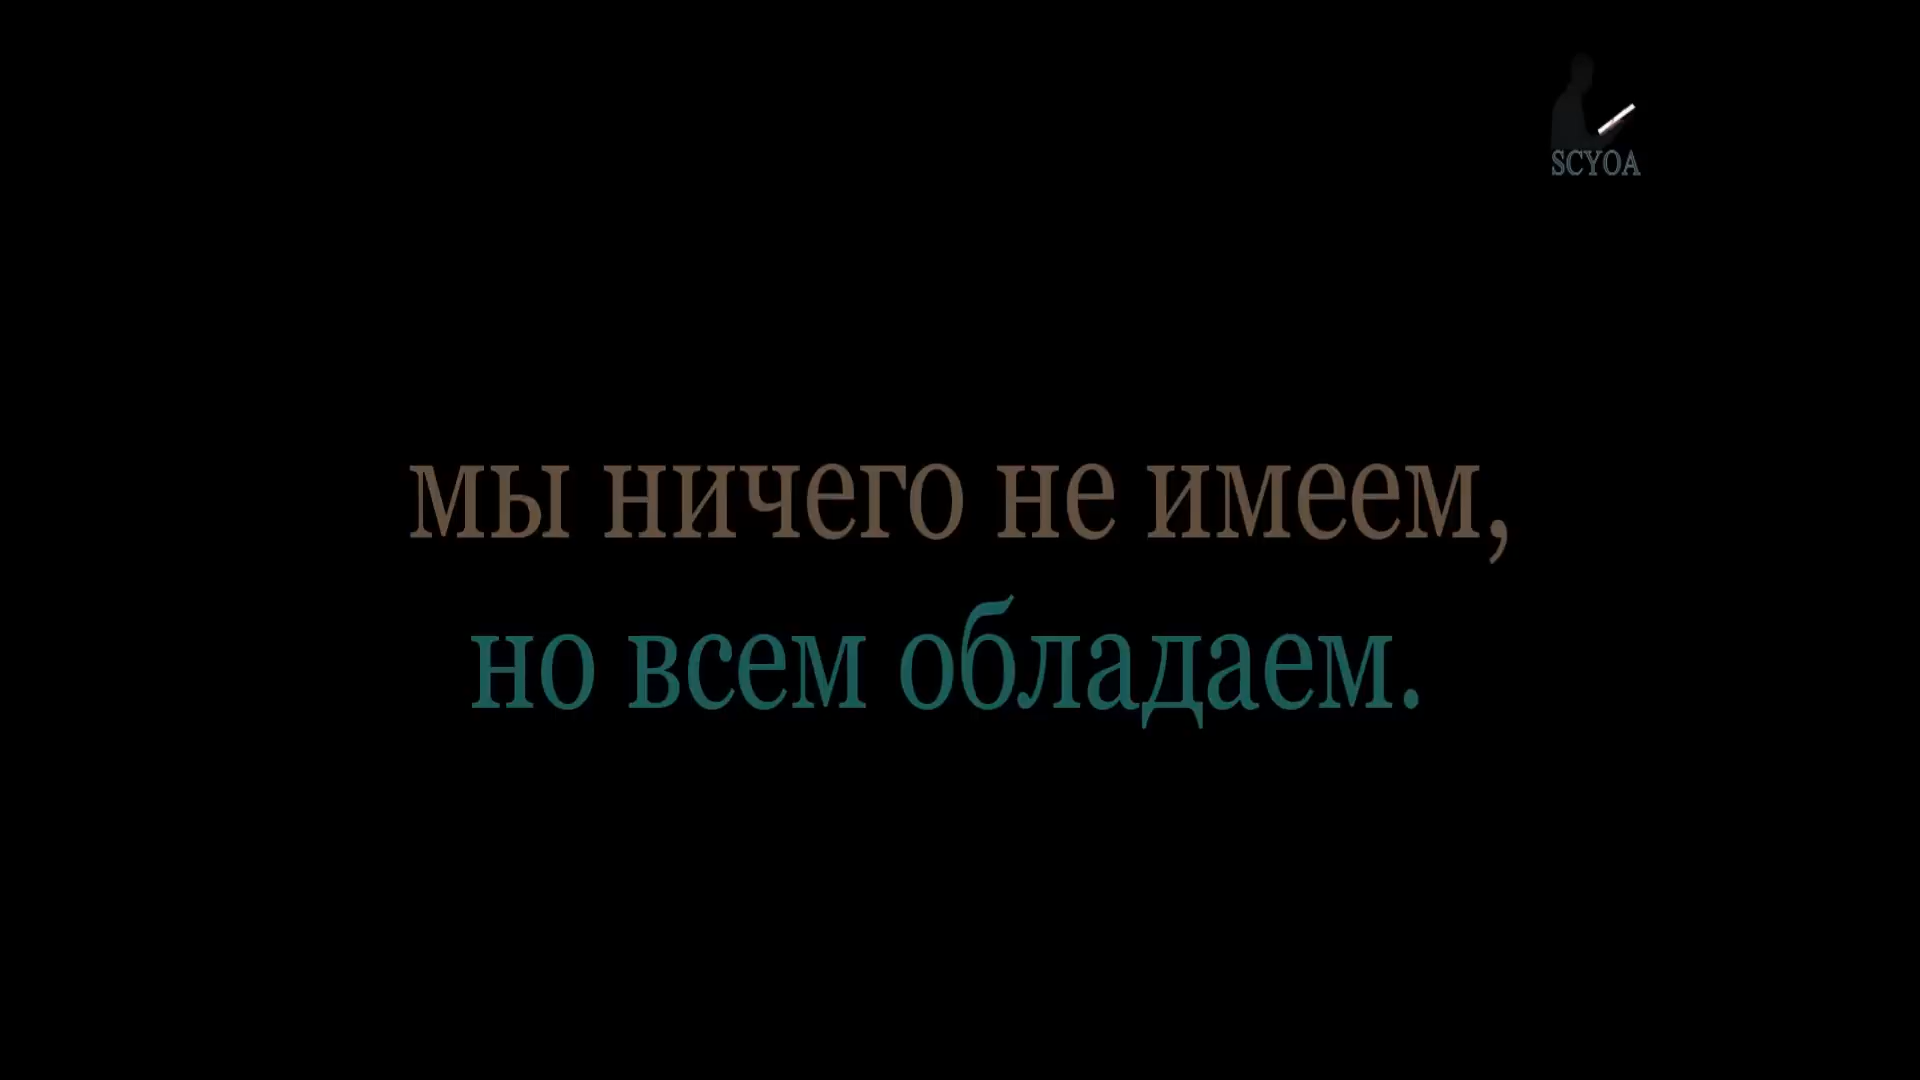 SCYOA
мы ничего не имеем,
но всем обладаем.